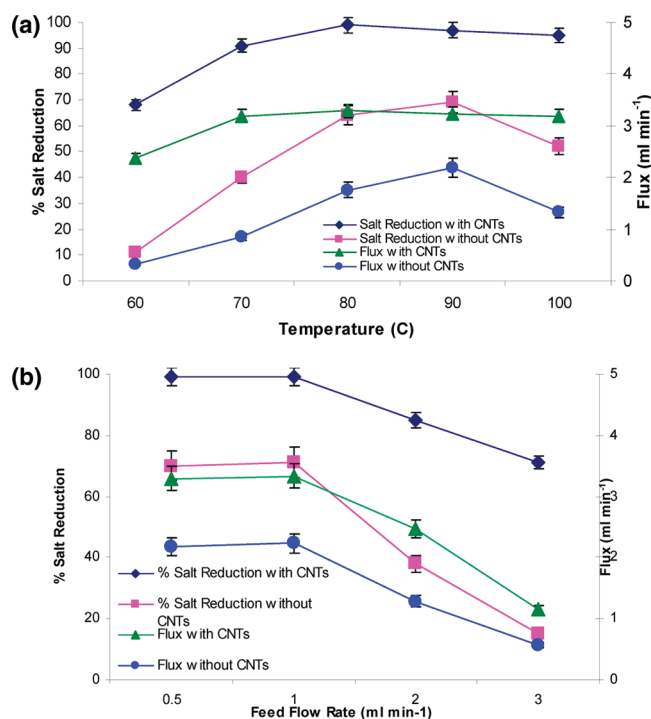 (a)
100
90
80
70
60
50
40
30
20
10
0
% Salt Reduction
5
4
3
2
1
0
Flux (ml min⁻¹)
Salt Reduction with CNTs
Salt Reduction without CNTs
Flux with CNTs
Flux without CNTs
60 70 80 90 100
Temperature (C)
(b)
100
80
60
40
20
0
% Salt Reduction
5
4
3
2
1
0
Flux (ml min⁻¹)
% Salt Reduction with CNTs
% Salt Reduction without
CNTs
Flux with CNTs
Flux without CNTs
0.5 1 2 3
Feed Flow Rate (ml min-1)